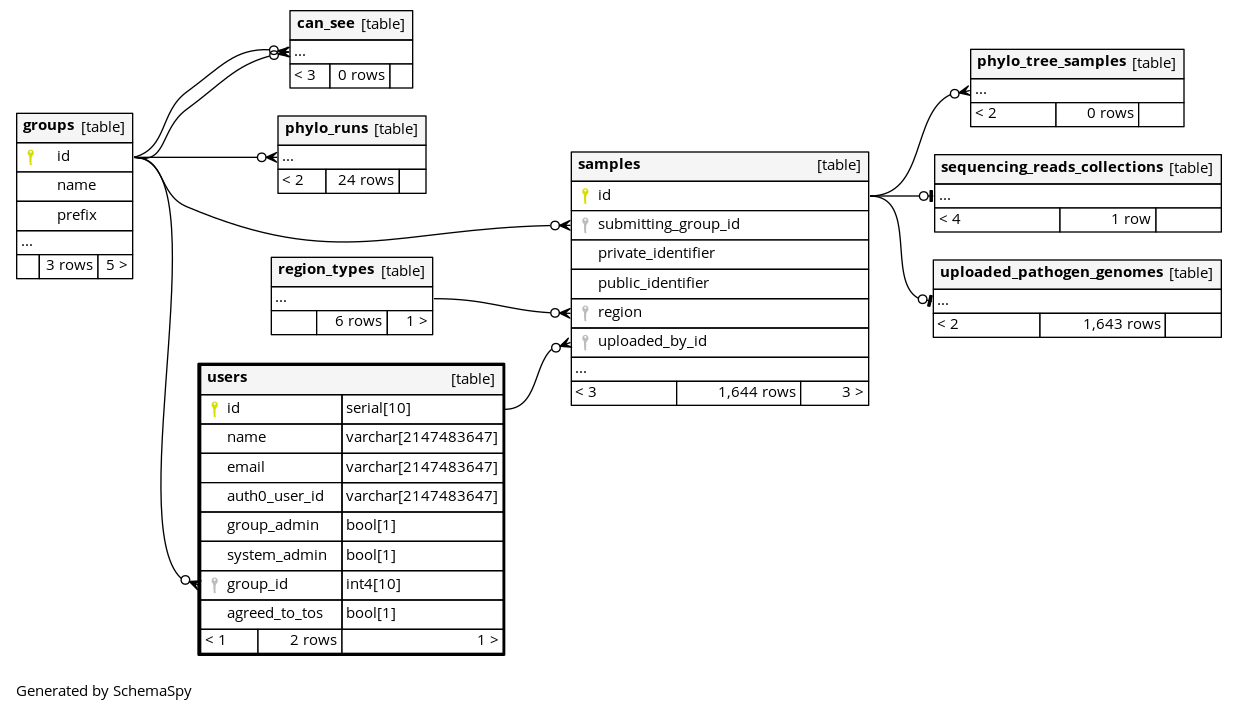 can_see [table]
...
< 3 0 rows
groups [table]
id
name
prefix
...
3 rows 5 >
phylo_runs [table]
...
< 2 24 rows
region_types [table]
...
6 rows 1 >
users [table]
id serial[10]
name varchar[2147483647]
email varchar[2147483647]
auth0_user_id varchar[2147483647]
group_admin bool[1]
system_admin bool[1]
group_id int4[10]
agreed_to_tos bool[1]
< 1 2 rows 1 >
samples [table]
id
submitting_group_id
private_identifier
public_identifier
region
uploaded_by_id
...
< 3 1,644 rows 3 >
phylo_tree_samples [table]
...
< 2 0 rows
sequencing_reads_collections [table]
...
< 4 1 row
uploaded_pathogen_genomes [table]
...
< 2 1,643 rows
Generated by SchemaSpy